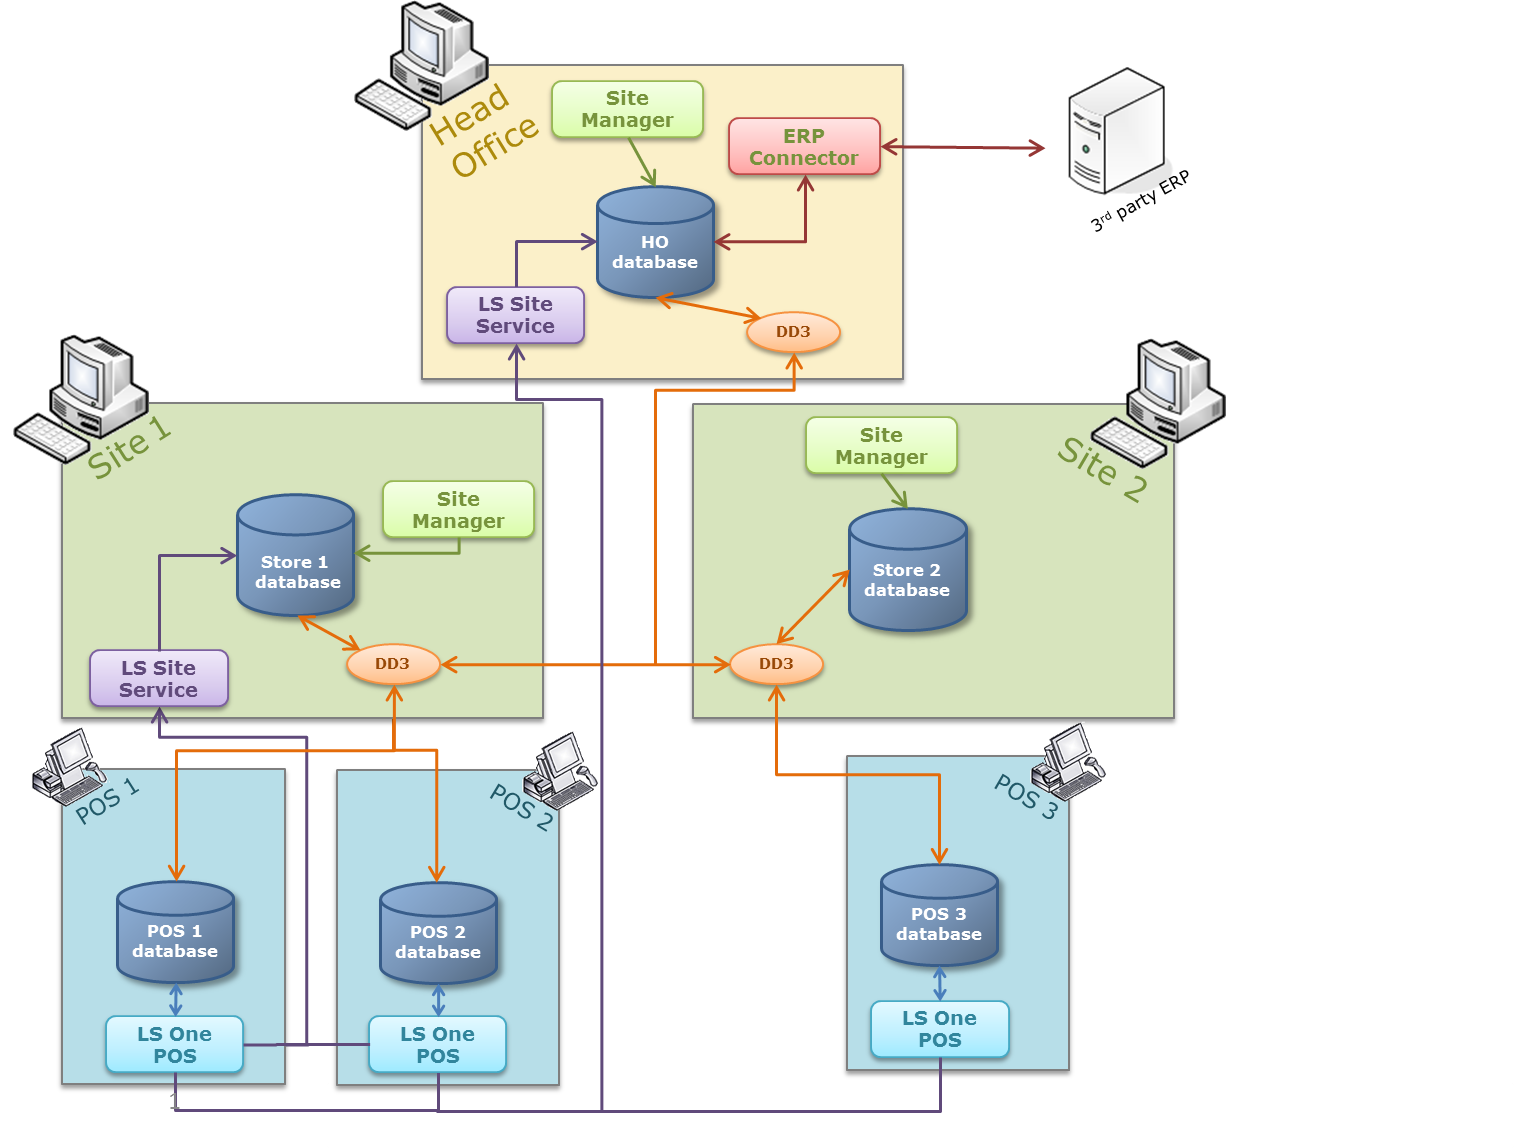 Head
Office
Site
Manager
ERP
Connector
3rd party ERP
HO
database
LS Site
Service
DD3
Site 1
Site
Manager
Store 1
database
LS Site
Service
DD3
Site 2
Site
Manager
Store 2
database
DD3
POS 1
POS 1
database
LS One
POS
POS 2
POS 2
database
LS One
POS
POS 3
POS 3
database
LS One
POS
1